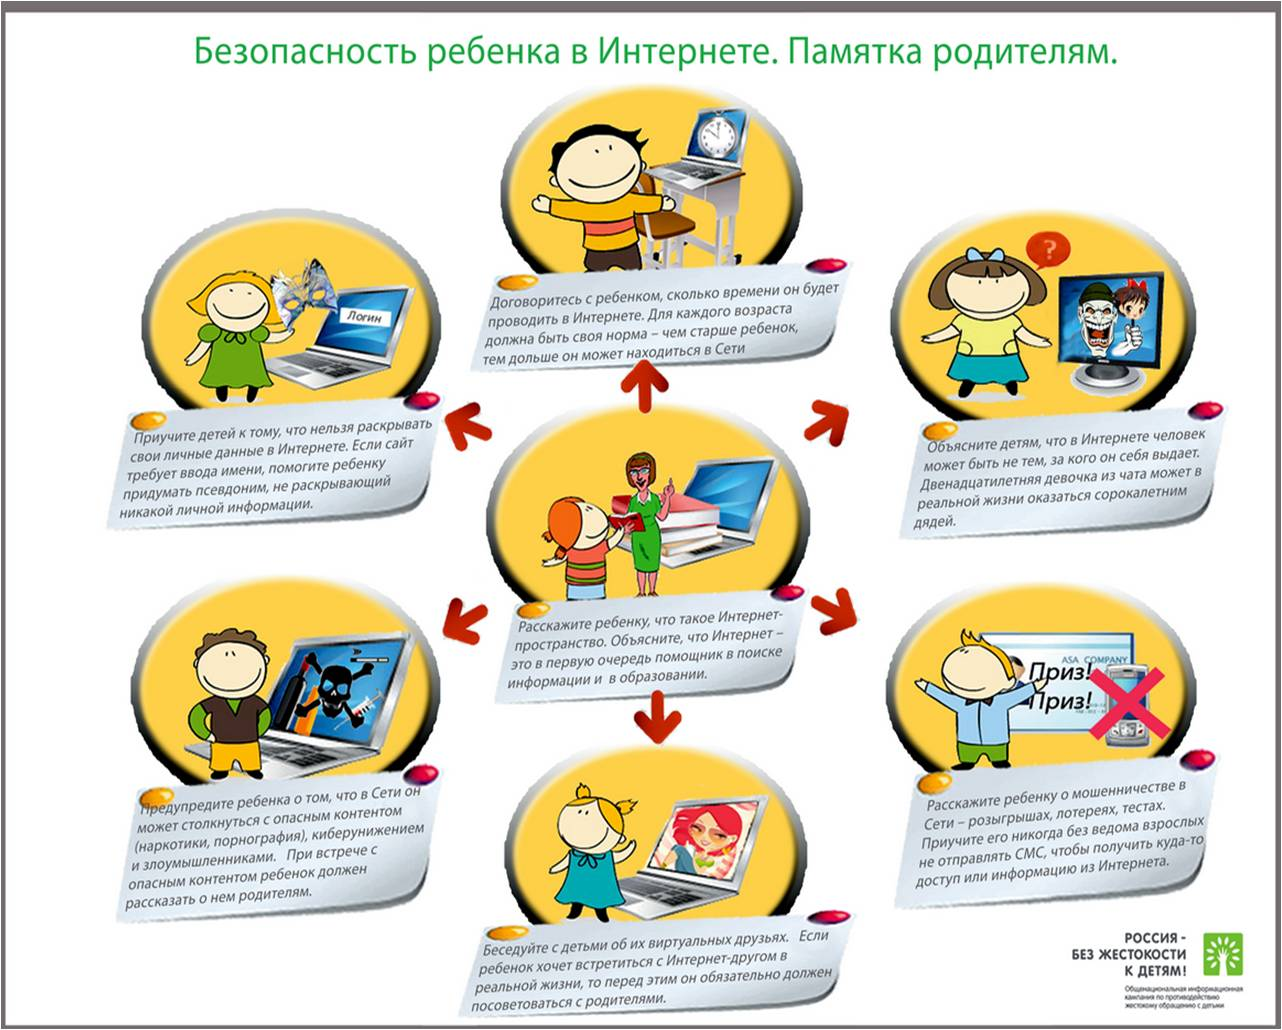 Безопасность ребенка в Интернете. Памятка родителям.
Договоритесь с ребенком, сколько времени он будет
проводить в Интернете. Для каждого возраста
должна быть своя норма – чем старше ребенок,
тем дольше он может находиться в Сети
Логин
Приучите детей к тому, что нельзя раскрывать
свои личные данные в Интернете. Если сайт
требует ввода имени, помогите ребенку
придумать псевдоним, не раскрывающий
никакой личной информации.
?
Объясните детям, что в Интернете человек
может быть не тем, за кого он себя выдает.
Двенадцатилетняя девочка из чата может в
реальной жизни оказаться сорокалетним
дядей.
Расскажите ребенку, что такое Интернет-
пространство. Объясните, что Интернет –
это в первую очередь помощник в поиске
информации и в образовании.
Предупредите ребенка о том, что в Сети он
может столкнуться с опасным контентом
(наркотики, порнография), киберунижением
и злоумышленниками. При встрече с
опасным контентом ребенок должен
рассказать о нем родителям.
ASA COMPANY
Приз!
Приз!
Расскажите ребенку о мошенничестве в
Сети – розыгрышах, лотереях, тестах.
Приучите его никогда без ведома взрослых
не отправлять СМС, чтобы получить куда-то
доступ или информацию из Интернета.
Беседуйте с детьми об их виртуальных друзьях. Если
ребенок хочет встретиться с Интернет-другом в
реальной жизни, то перед этим он обязательно должен
посоветоваться с родителями.
РОССИЯ -
БЕЗ ЖЕСТОКОСТИ
К ДЕТЯМ!
Общенациональная информационная
кампания по противодействию
жестокому обращению с детьми